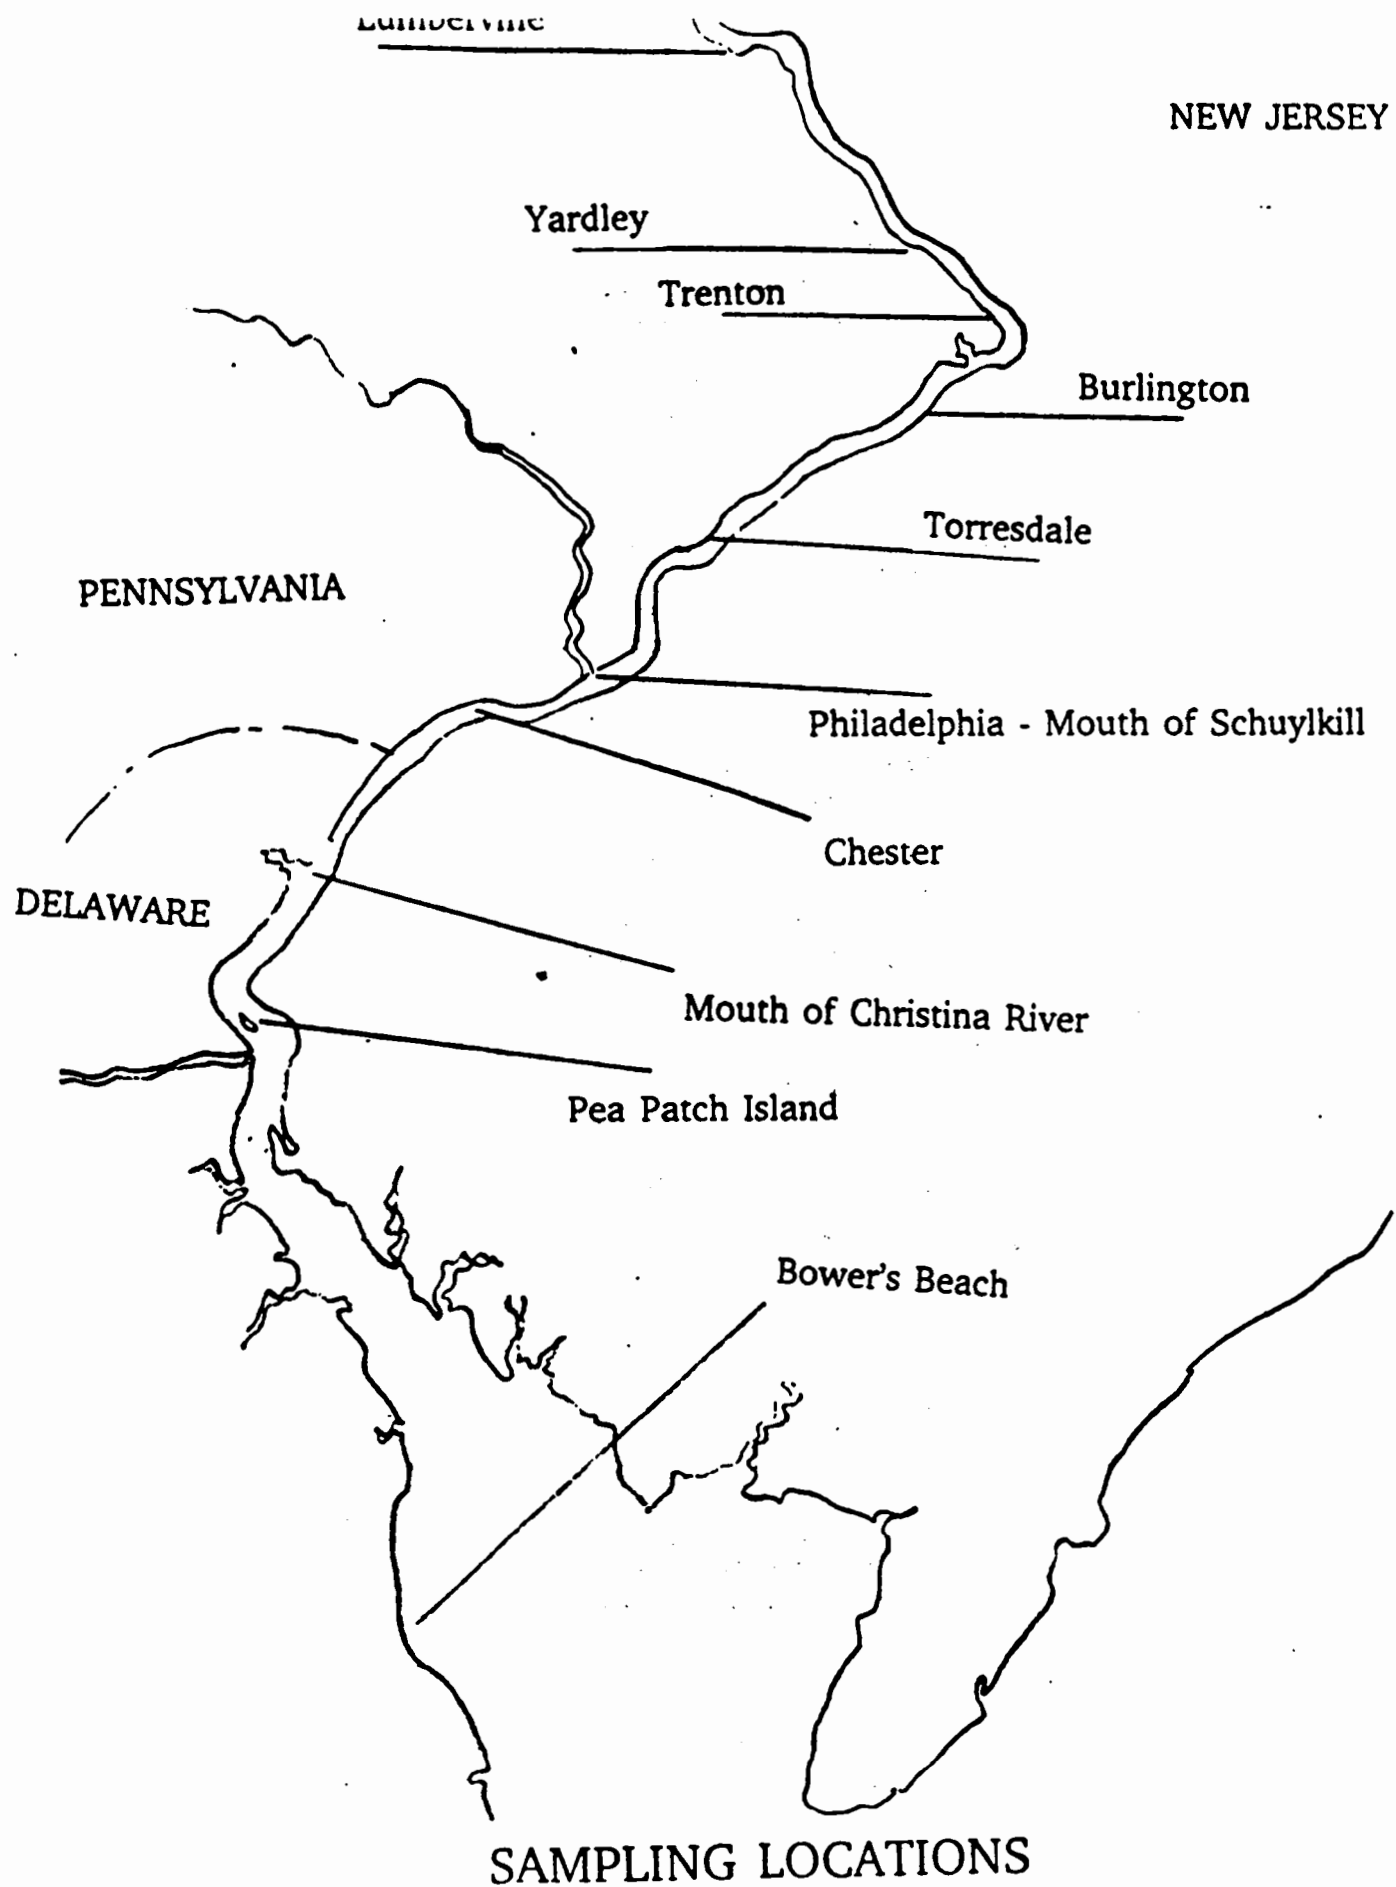 Lumberville
NEW JERSEY
Yardley
Trenton
Burlington
Torresdale
PENNSYLVANIA
Philadelphia - Mouth of Schuylkill
Chester
DELAWARE
Mouth of Christina River
Pea Patch Island
Bower's Beach
SAMPLING LOCATIONS